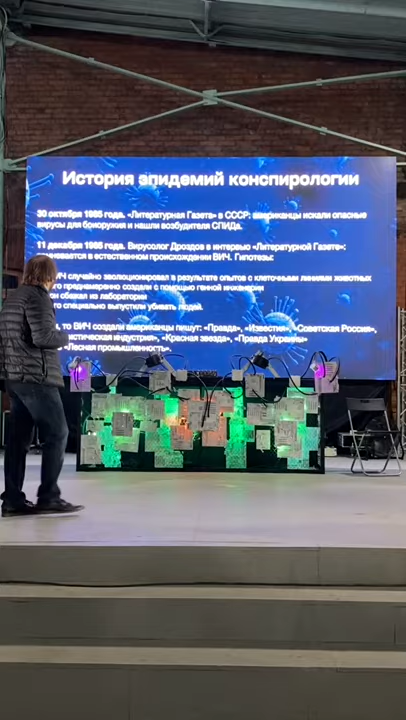 История эпидемий конспирологии
30 октября 1985 года. «Литературная Газета» в СССР: американцы искали опасные
вирусы для биооружия и нашли возбудителя СПИДа.
11 декабря 1985 года. Вирусолог Дроздов в интервью «Литературной Газете»:
в естественном происхождении ВИЧ. Гипотезы:
ВИЧ случайно эволюционировал в результате опытов с клеточными линиями животных
преднамеренно создали с помощью генной инженерии
сбежал из лаборатории
специально выпустили убивать людей.
то ВИЧ создали американцы пишут: «Правда», «Известия», «Советская Россия»,
индустрия», «Красная звезда», «Правда Украины»
«Лесная промышленность».